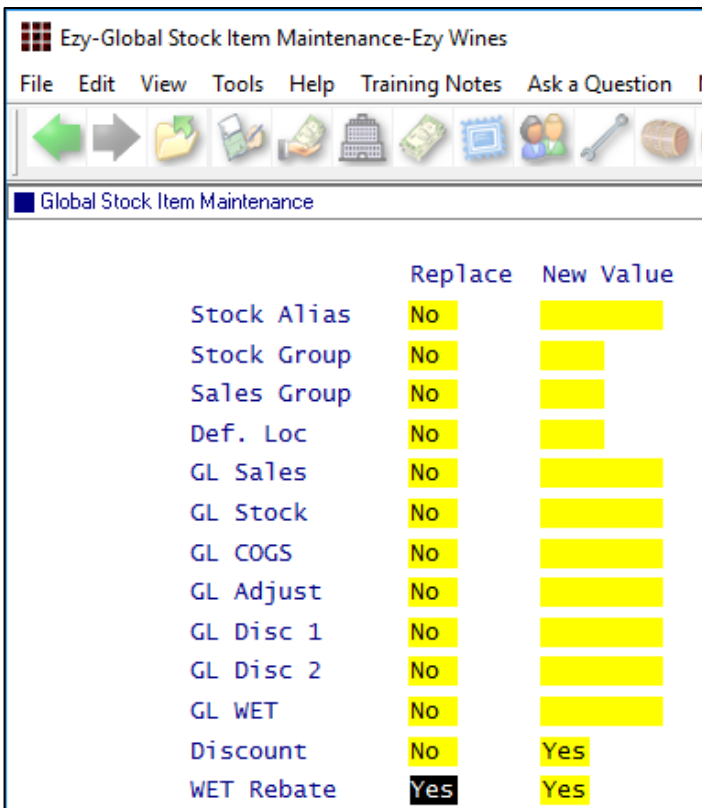 Ezy-Global Stock Item Maintenance-Ezy Wines
File Edit View Tools Help Training Notes Ask a Question
Global Stock Item Maintenance
Replace New Value
Stock Alias No
Stock Group No
Sales Group No
Def. Loc No
GL Sales No
GL Stock No
GL COGS No
GL Adjust No
GL Disc 1 No
GL Disc 2 No
GL WET No
Discount No Yes
WET Rebate Yes Yes